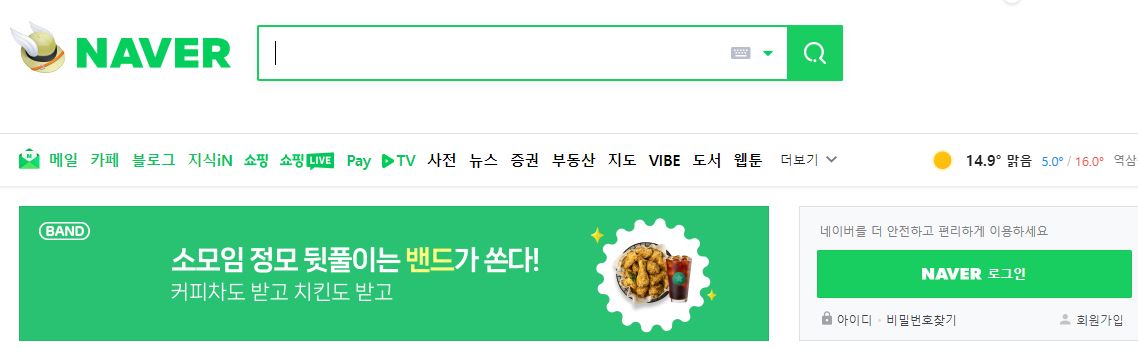 NAVER
N 메일 카페 블로그 지식iN 쇼핑 쇼핑LIVE Pay TV 사전 뉴스 증권 부동산 지도 VIBE 도서 웹툰 더보기 14.9° 맑음 5.0° / 16.0° 역삼
BAND
소모임 정모 뒷풀이는 밴드가 쏜다!
커피차도 받고 치킨도 받고
네이버를 더 안전하고 편리하게 이용하세요
NAVER 로그인
아이디 · 비밀번호찾기 회원가입